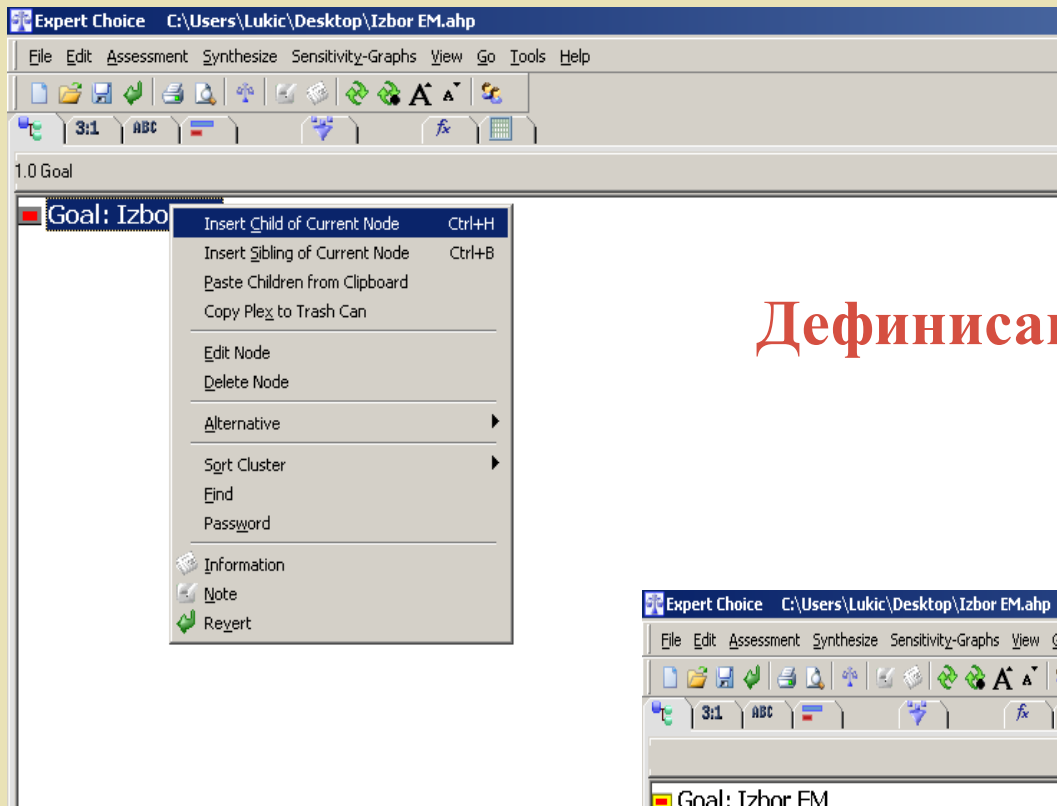 Expert Choice C:\Users\Lukic\Desktop\Izbor EM.ahp
File Edit Assessment Synthesize Sensitivity-Graphs View Go Tools Help
A A
3:1 ABC fx
1.0 Goal
Goal: Izbo
Insert Child of Current Node Ctrl+H
Insert Sibling of Current Node Ctrl+B
Paste Children from Clipboard
Copy Plex to Trash Can
Edit Node
Delete Node
Alternative
Sort Cluster
Find
Password
Information
Note
Revert
Дефиниса
Expert Choice C:\Users\Lukic\Desktop\Izbor EM.ahp
File Edit Assessment Synthesize Sensitivity-Graphs View G
A A
3:1 ABC fx
Goal: Izbor EM